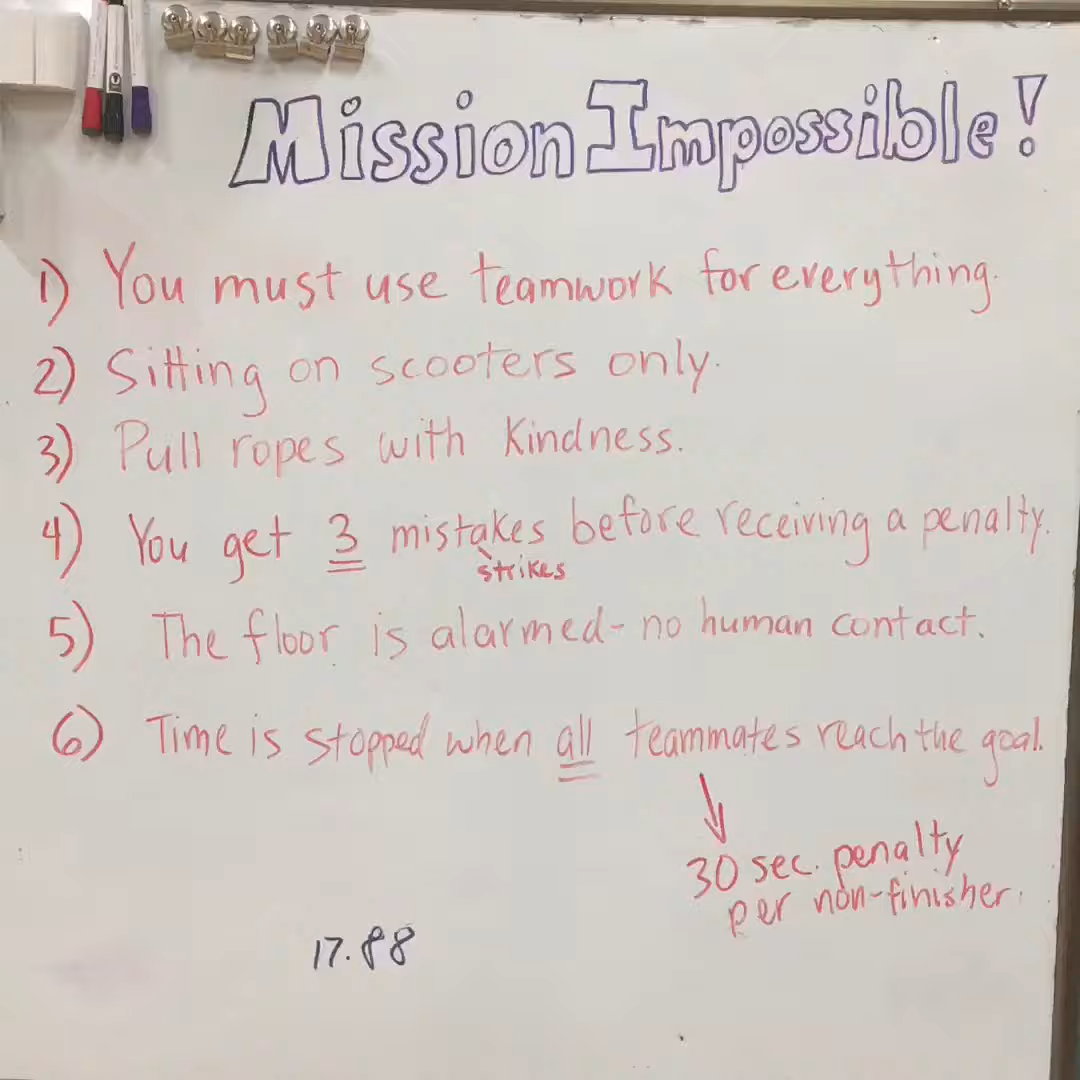 Mission Impossible!
1) You must use teamwork for everything.
2) Sitting on scooters only.
3) Pull ropes with Kindness.
4) You get 3 mistakes before receiving a penalty.
strikes
5) The floor is alarmed- no human contact.
6) Time is stopped when all teammates reach the goal.
30 sec. penalty
per non-finisher.
17.88